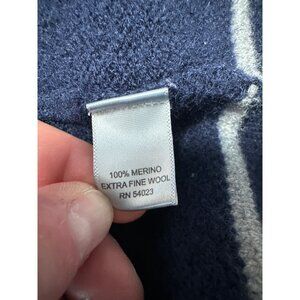 100% MERINO
EXTRA FINE WOOL
RN 54023